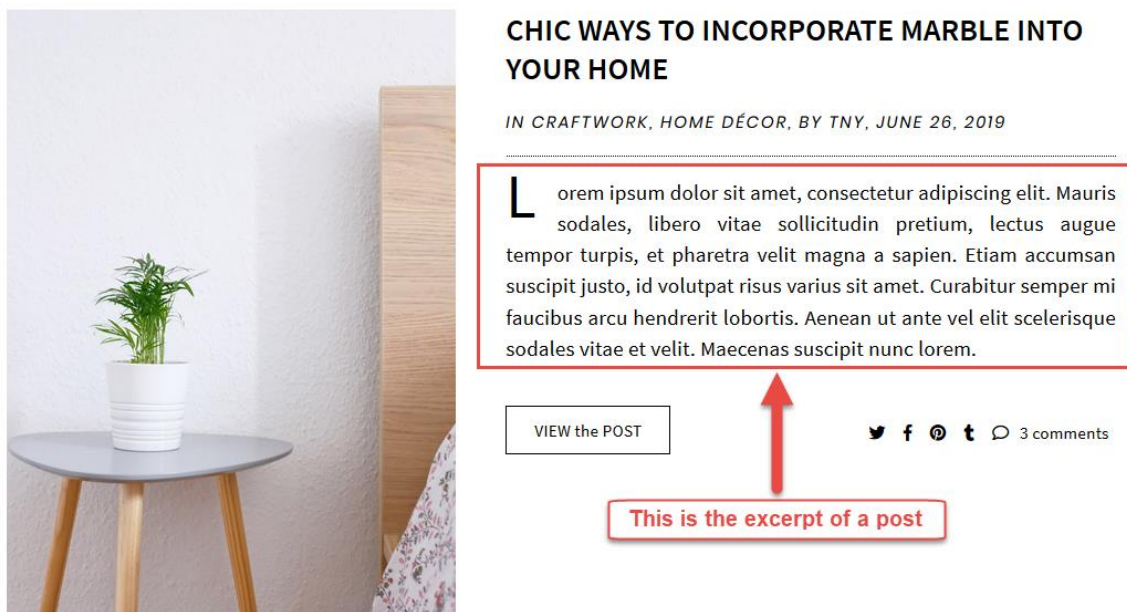 CHIC WAYS TO INCORPORATE MARBLE INTO
YOUR HOME
IN CRAFTWORK, HOME DÉCOR, BY TNY, JUNE 26, 2019
Lorem ipsum dolor sit amet, consectetur adipiscing elit. Mauris
sodales, libero vitae sollicitudin pretium, lectus augue
tempor turpis, et pharetra velit magna a sapien. Etiam accumsan
suscipit justo, id volutpat risus varius sit amet. Curabitur semper mi
faucibus arcu hendrerit lobortis. Aenean ut ante vel elit scelerisque
sodales vitae et velit. Maecenas suscipit nunc lorem.
VIEW the POST
3 comments
This is the excerpt of a post